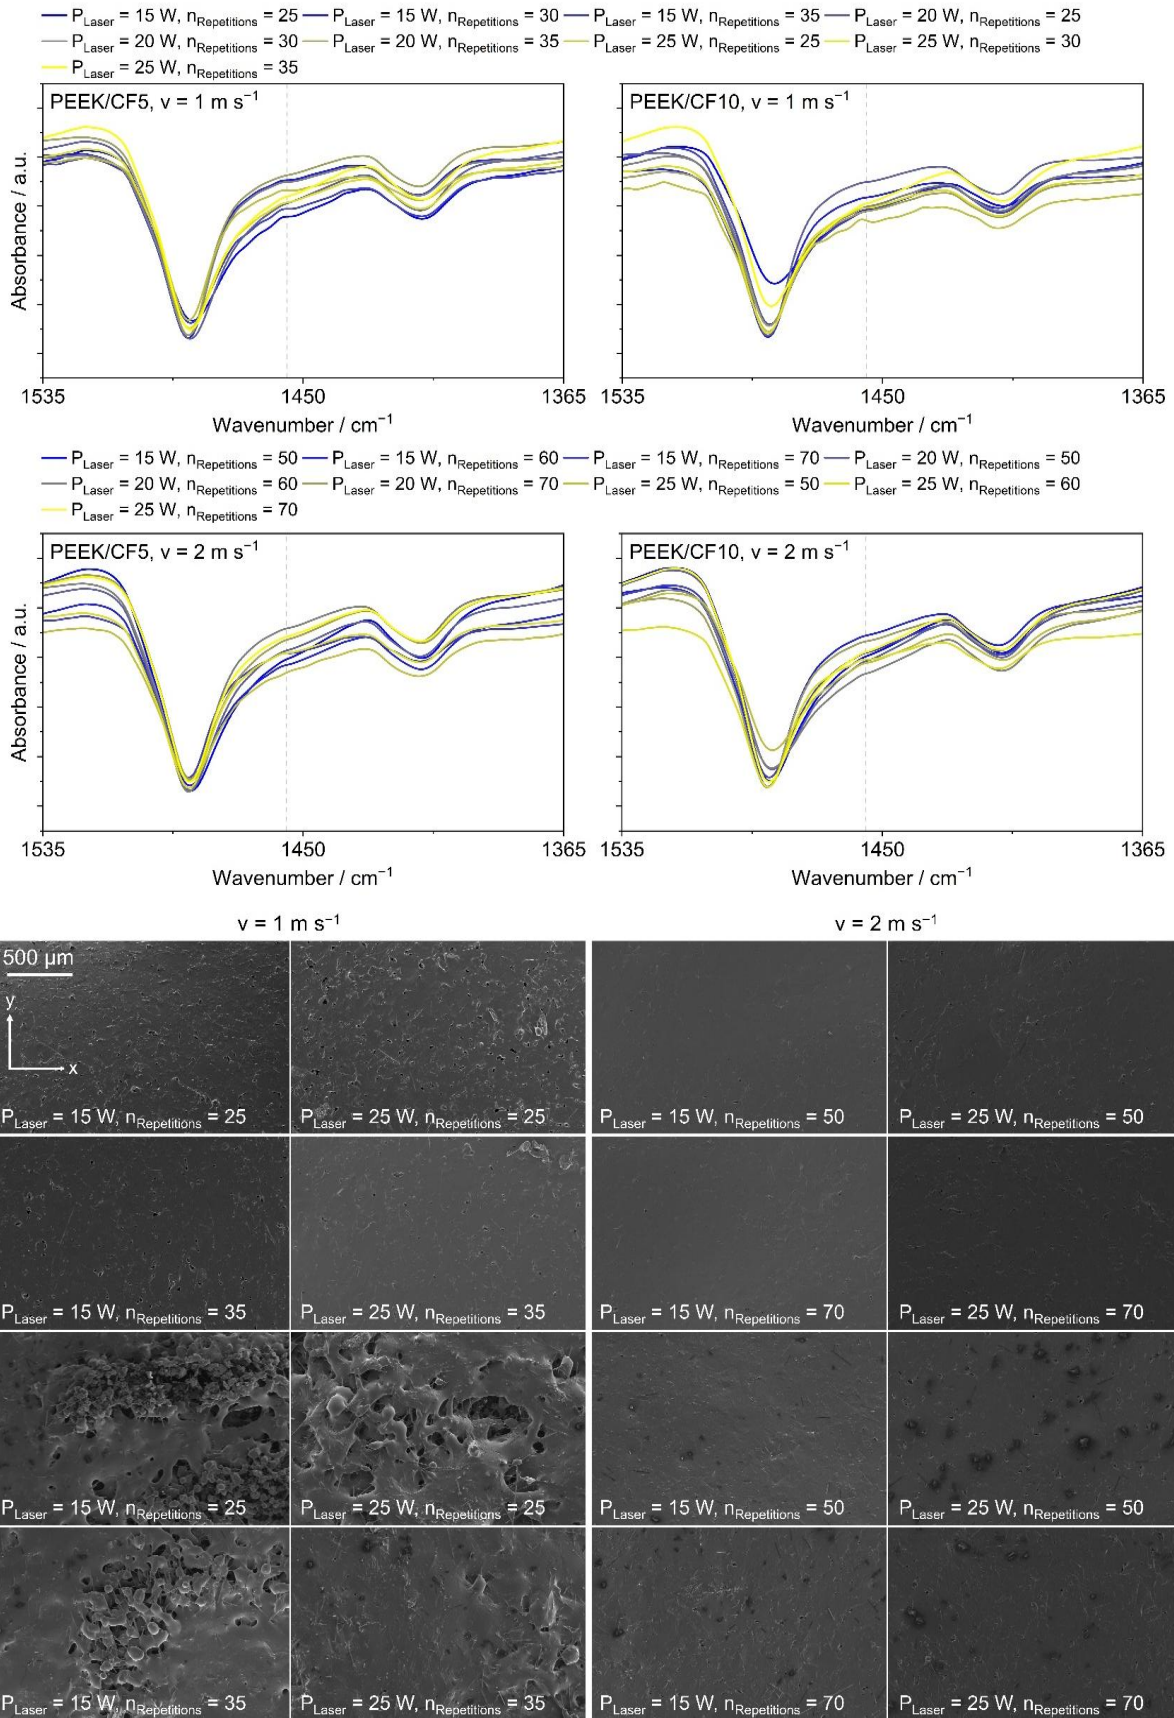 P_Laser = 15 W, n_Repetitions = 25 P_Laser = 15 W, n_Repetitions = 30 P_Laser = 15 W, n_Repetitions = 35 P_Laser = 20 W, n_Repetitions = 25
P_Laser = 20 W, n_Repetitions = 30 P_Laser = 20 W, n_Repetitions = 35 P_Laser = 25 W, n_Repetitions = 25 P_Laser = 25 W, n_Repetitions = 30
P_Laser = 25 W, n_Repetitions = 35
PEEK/CF5, v = 1 m s⁻¹
PEEK/CF10, v = 1 m s⁻¹
Absorbance / a.u.
1535 1450 1365
1535 1450 1365
Wavenumber / cm⁻¹
Wavenumber / cm⁻¹
P_Laser = 15 W, n_Repetitions = 50 P_Laser = 15 W, n_Repetitions = 60 P_Laser = 15 W, n_Repetitions = 70 P_Laser = 20 W, n_Repetitions = 50
P_Laser = 20 W, n_Repetitions = 60 P_Laser = 20 W, n_Repetitions = 70 P_Laser = 25 W, n_Repetitions = 50 P_Laser = 25 W, n_Repetitions = 60
P_Laser = 25 W, n_Repetitions = 70
PEEK/CF5, v = 2 m s⁻¹
PEEK/CF10, v = 2 m s⁻¹
Absorbance / a.u.
1535 1450 1365
1535 1450 1365
Wavenumber / cm⁻¹
Wavenumber / cm⁻¹
v = 1 m s⁻¹
v = 2 m s⁻¹
500 µm
y
x
P_Laser = 15 W, n_Repetitions = 25
P_Laser = 25 W, n_Repetitions = 25
P_Laser = 15 W, n_Repetitions = 50
P_Laser = 25 W, n_Repetitions = 50
P_Laser = 15 W, n_Repetitions = 35
P_Laser = 25 W, n_Repetitions = 35
P_Laser = 15 W, n_Repetitions = 70
P_Laser = 25 W, n_Repetitions = 70
P_Laser = 15 W, n_Repetitions = 25
P_Laser = 25 W, n_Repetitions = 25
P_Laser = 15 W, n_Repetitions = 50
P_Laser = 25 W, n_Repetitions = 50
P_Laser = 15 W, n_Repetitions = 35
P_Laser = 25 W, n_Repetitions = 35
P_Laser = 15 W, n_Repetitions = 70
P_Laser = 25 W, n_Repetitions = 70